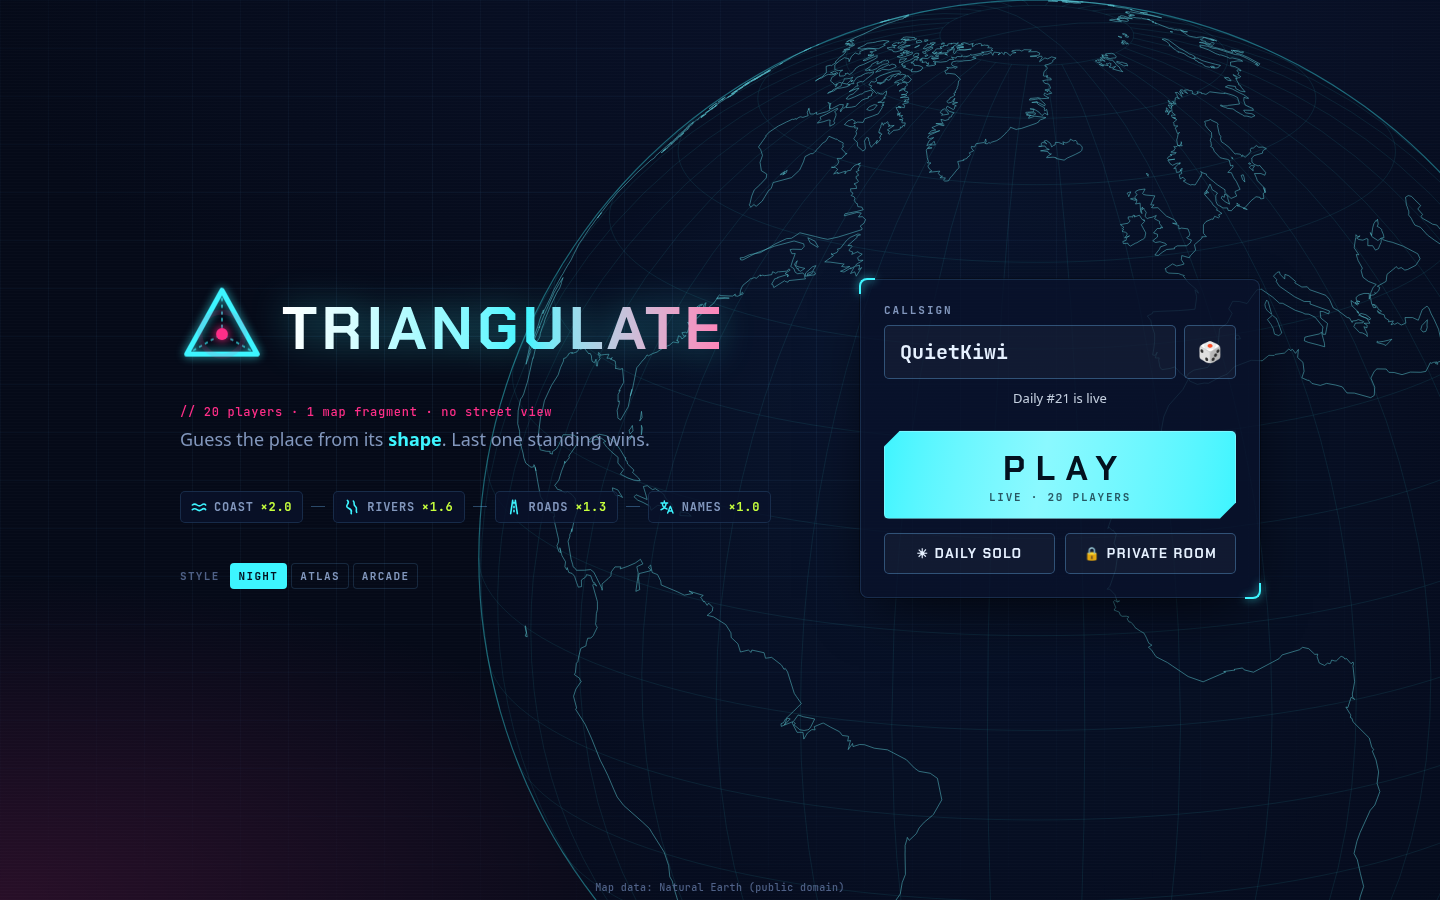 TRIANGULATE
// 20 players · 1 map fragment · no street view
Guess the place from its shape. Last one standing wins.
COAST ×2.0
RIVERS ×1.6
ROADS ×1.3
NAMES ×1.0
STYLE NIGHT ATLAS ARCADE
CALLSIGN
QuietKiwi
Daily #21 is live
PLAY
LIVE · 20 PLAYERS
☀ DAILY SOLO
🔒 PRIVATE ROOM
Map data: Natural Earth (public domain)